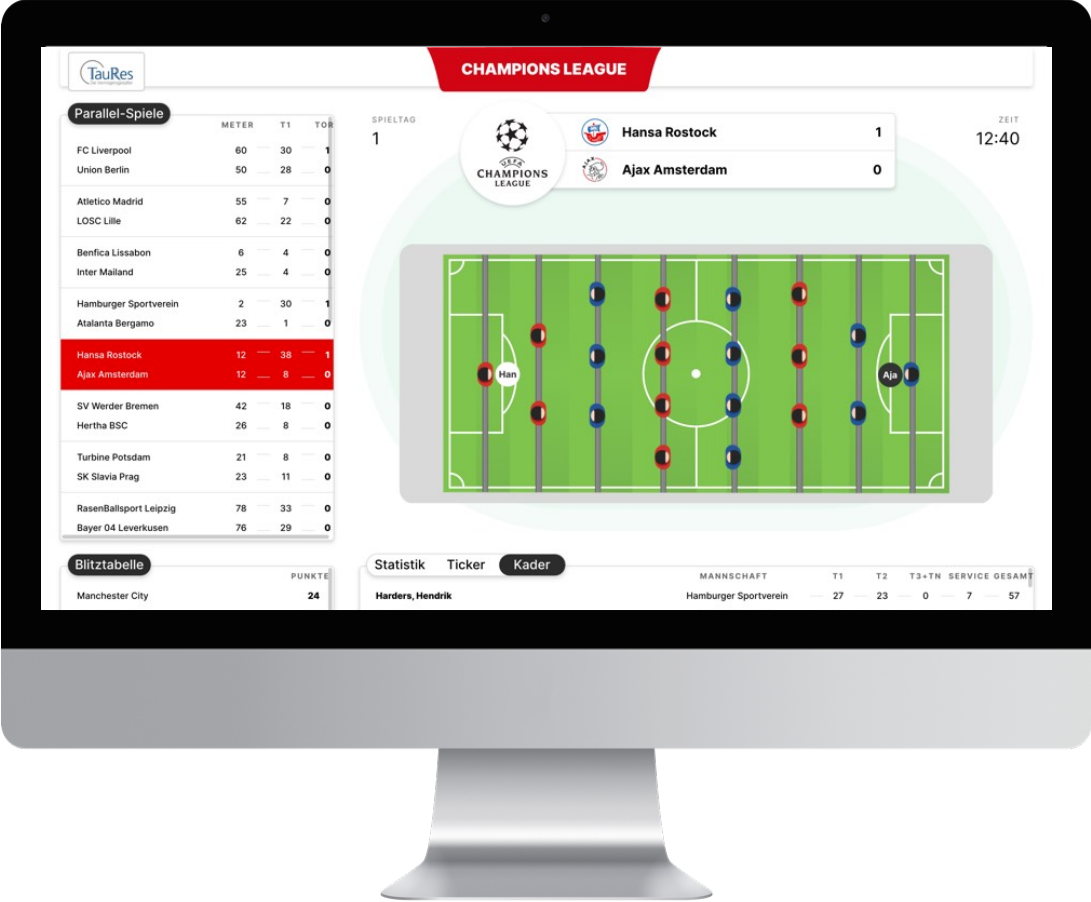 TauRes
CHAMPIONS LEAGUE
Parallel-Spiele
METER T1 TOR
FC Liverpool 60 30 1
Union Berlin 50 28 0
Atletico Madrid 55 7 0
LOSC Lille 62 22 0
Benfica Lissabon 6 4 0
Inter Mailand 25 4 0
Hamburger Sportverein 2 30 1
Atalanta Bergamo 23 1 0
Hansa Rostock 12 38 1
Ajax Amsterdam 12 8 0
SV Werder Bremen 42 18 0
Hertha BSC 26 8 0
Turbine Potsdam 21 8 0
SK Slavia Prag 23 11 0
RasenBallsport Leipzig 78 33 0
Bayer 04 Leverkusen 76 29 0
Blitztabelle
PUNKTE
Manchester City 24
SPIELTAG
1
UEFA
CHAMPIONS
LEAGUE
Hansa Rostock 1
AJAX
Ajax Amsterdam 0
ZEIT
12:40
Han
Aja
Statistik Ticker Kader
MANNSCHAFT T1 T2 T3+TN SERVICE GESAMT
Harders, Hendrik Hamburger Sportverein 27 23 0 7 57